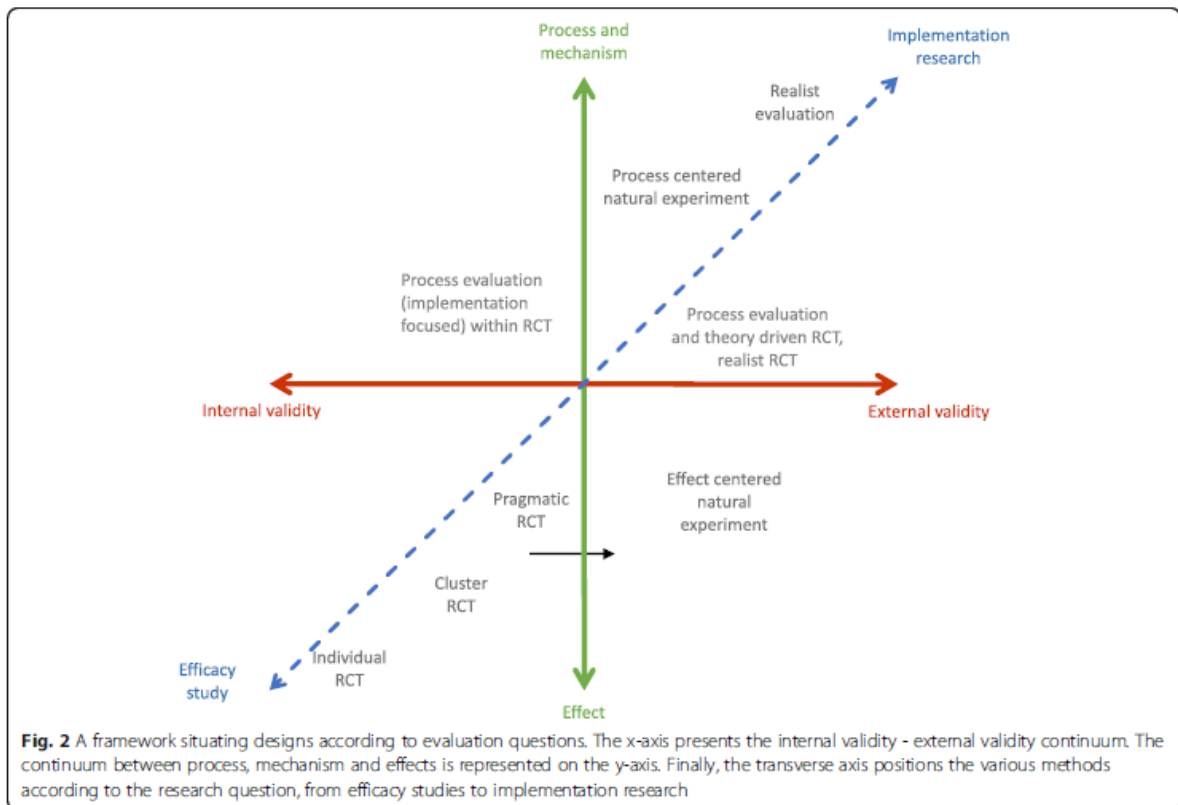 Process and
mechanism
Implementation
research
Realist
evaluation
Process centered
natural experiment
Process evaluation
(implementation
focused) within RCT
Process evaluation
and theory driven RCT,
realist RCT
Internal validity
External validity
Effect centered
natural
experiment
Pragmatic
RCT
Cluster
RCT
Individual
RCT
Efficacy
study
Effect
Fig. 2 A framework situating designs according to evaluation questions. The x-axis presents the internal validity - external validity continuum. The
continuum between process, mechanism and effects is represented on the y-axis. Finally, the transverse axis positions the various methods
according to the research question, from efficacy studies to implementation research